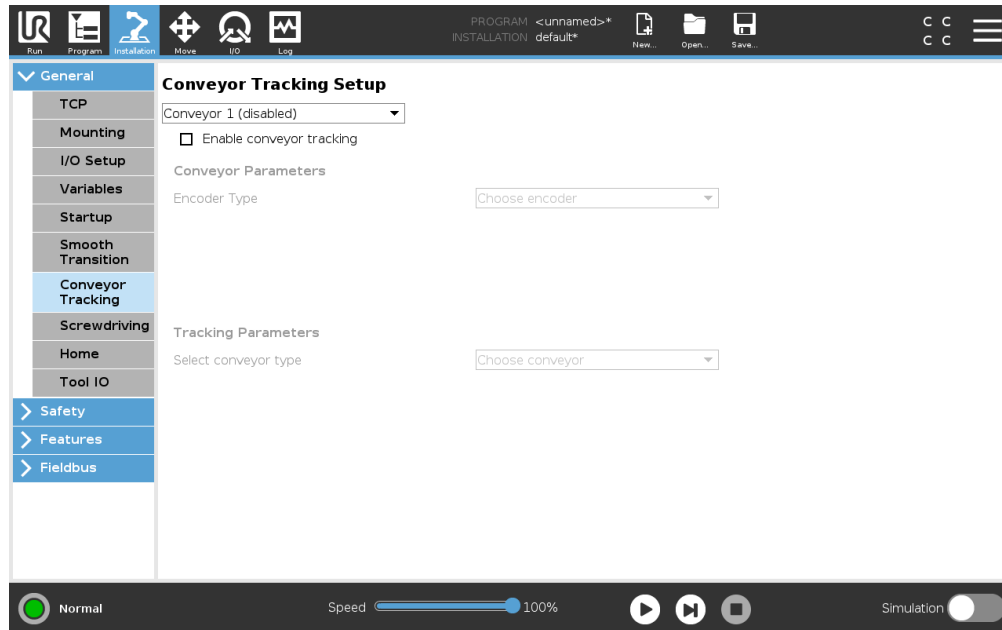 PROGRAM <unnamed>*
INSTALLATION default*
Run
Program
Installation
Move
I/O
Log
New...
Open...
Save...
C C
C C
General
TCP
Mounting
I/O Setup
Variables
Startup
Smooth
Transition
Conveyor
Tracking
Screwdriving
Home
Tool IO
Safety
Features
Fieldbus
Conveyor Tracking Setup
Conveyor 1 (disabled)
Enable conveyor tracking
Conveyor Parameters
Encoder Type
Choose encoder
Tracking Parameters
Select conveyor type
Choose conveyor
Normal
Speed
100%
Simulation